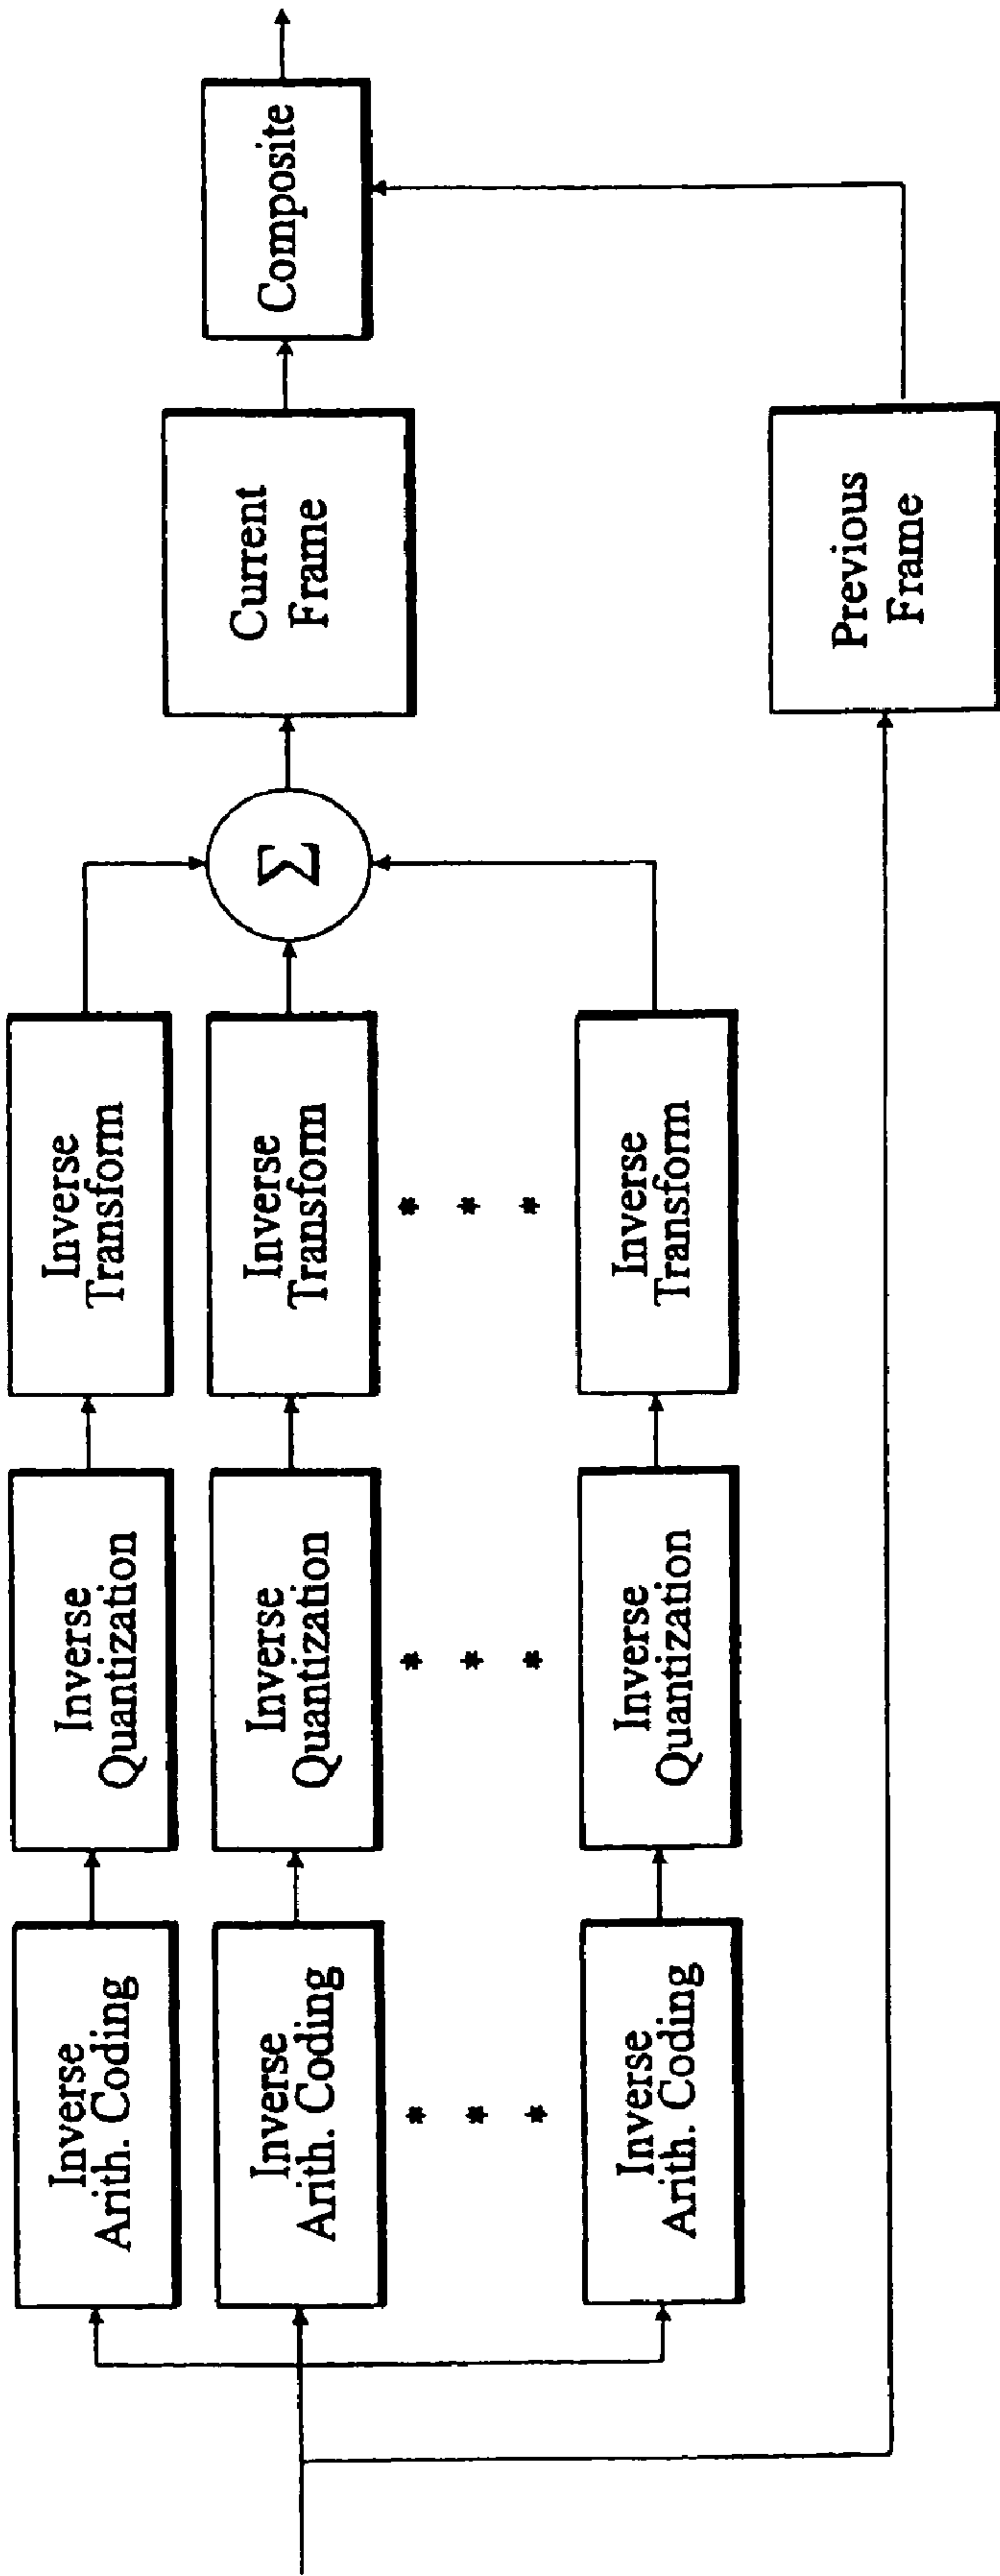 Inverse
Arith. Coding
Inverse
Quantization
Inverse
Transform
Inverse
Arith. Coding
Inverse
Quantization
Inverse
Transform
Σ
Current
Frame
Composite
* * *
* * *
* * *
Inverse
Arith. Coding
Inverse
Quantization
Inverse
Transform
Previous
Frame